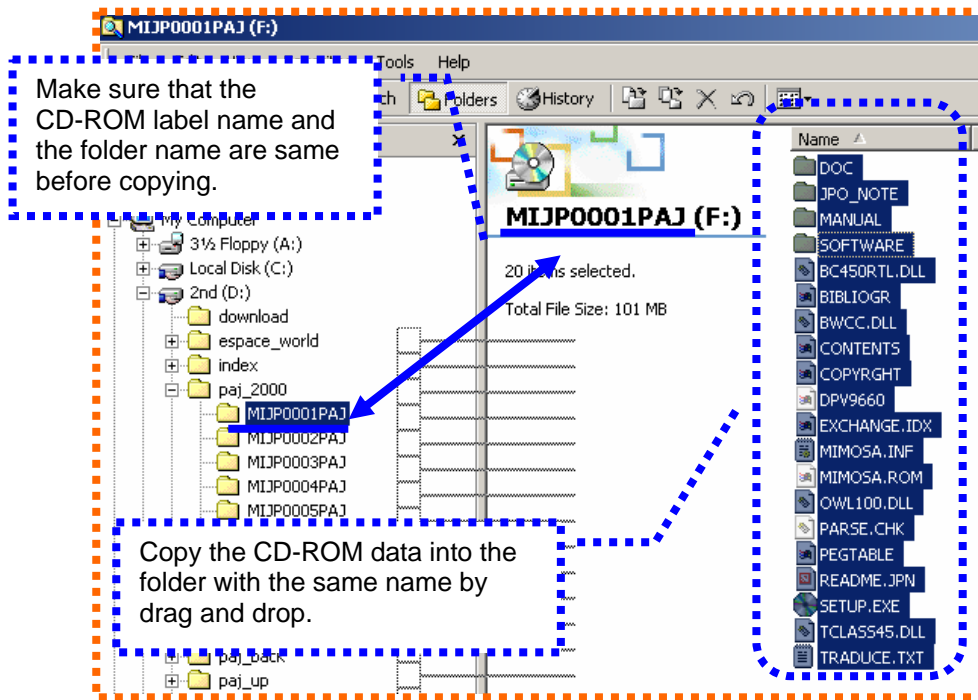 MIJP0001PAJ (F:)
Tools Help
Make sure that the
CD-ROM label name and
the folder name are same
before copying.
Folders History
My Computer
3½ Floppy (A:)
Local Disk (C:)
2nd (D:)
download
espace_world
index
paj_2000
MIJP0001PAJ
MIJP0002PAJ
MIJP0003PAJ
MIJP0004PAJ
MIJP0005PAJ
Copy the CD-ROM data into the
folder with the same name by
drag and drop.
paj_back
paj_up
MIJP0001PAJ (F:)
20 items selected.
Total File Size: 101 MB
Name
DOC
JPO_NOTE
MANUAL
SOFTWARE
BC450RTL.DLL
BIBLIOGR
BWCC.DLL
CONTENTS
COPYRGHT
DPV9660
EXCHANGE.IDX
MIMOSA.INF
MIMOSA.ROM
OWL100.DLL
PARSE.CHK
PEGTABLE
README.JPN
SETUP.EXE
TCLASS45.DLL
TRADUCE.TXT